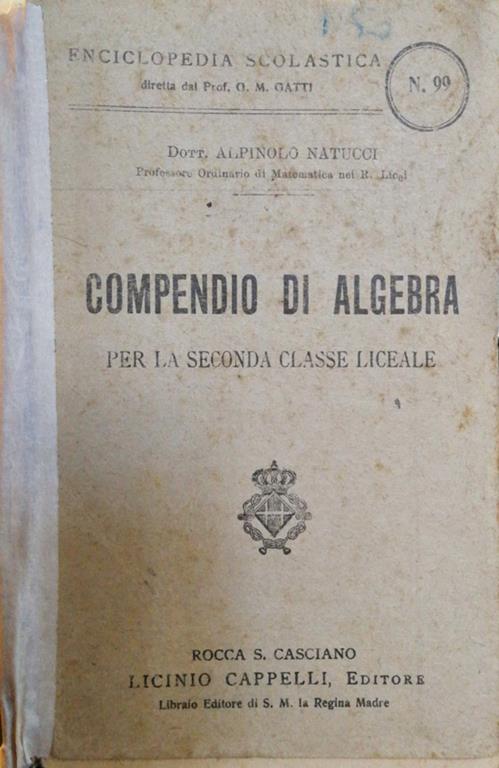 ENCICLOPEDIA SCOLASTICA
diretta dal Prof. G. M. GATTI
N. 99
DOTT. ALPINOLO NATUCCI
Professore Ordinario di Matematica nei R. Licei
COMPENDIO DI ALGEBRA
PER LA SECONDA CLASSE LICEALE
ROCCA S. CASCIANO
LICINIO CAPPELLI, EDITORE
Libraio Editore di S. M. la Regina Madre